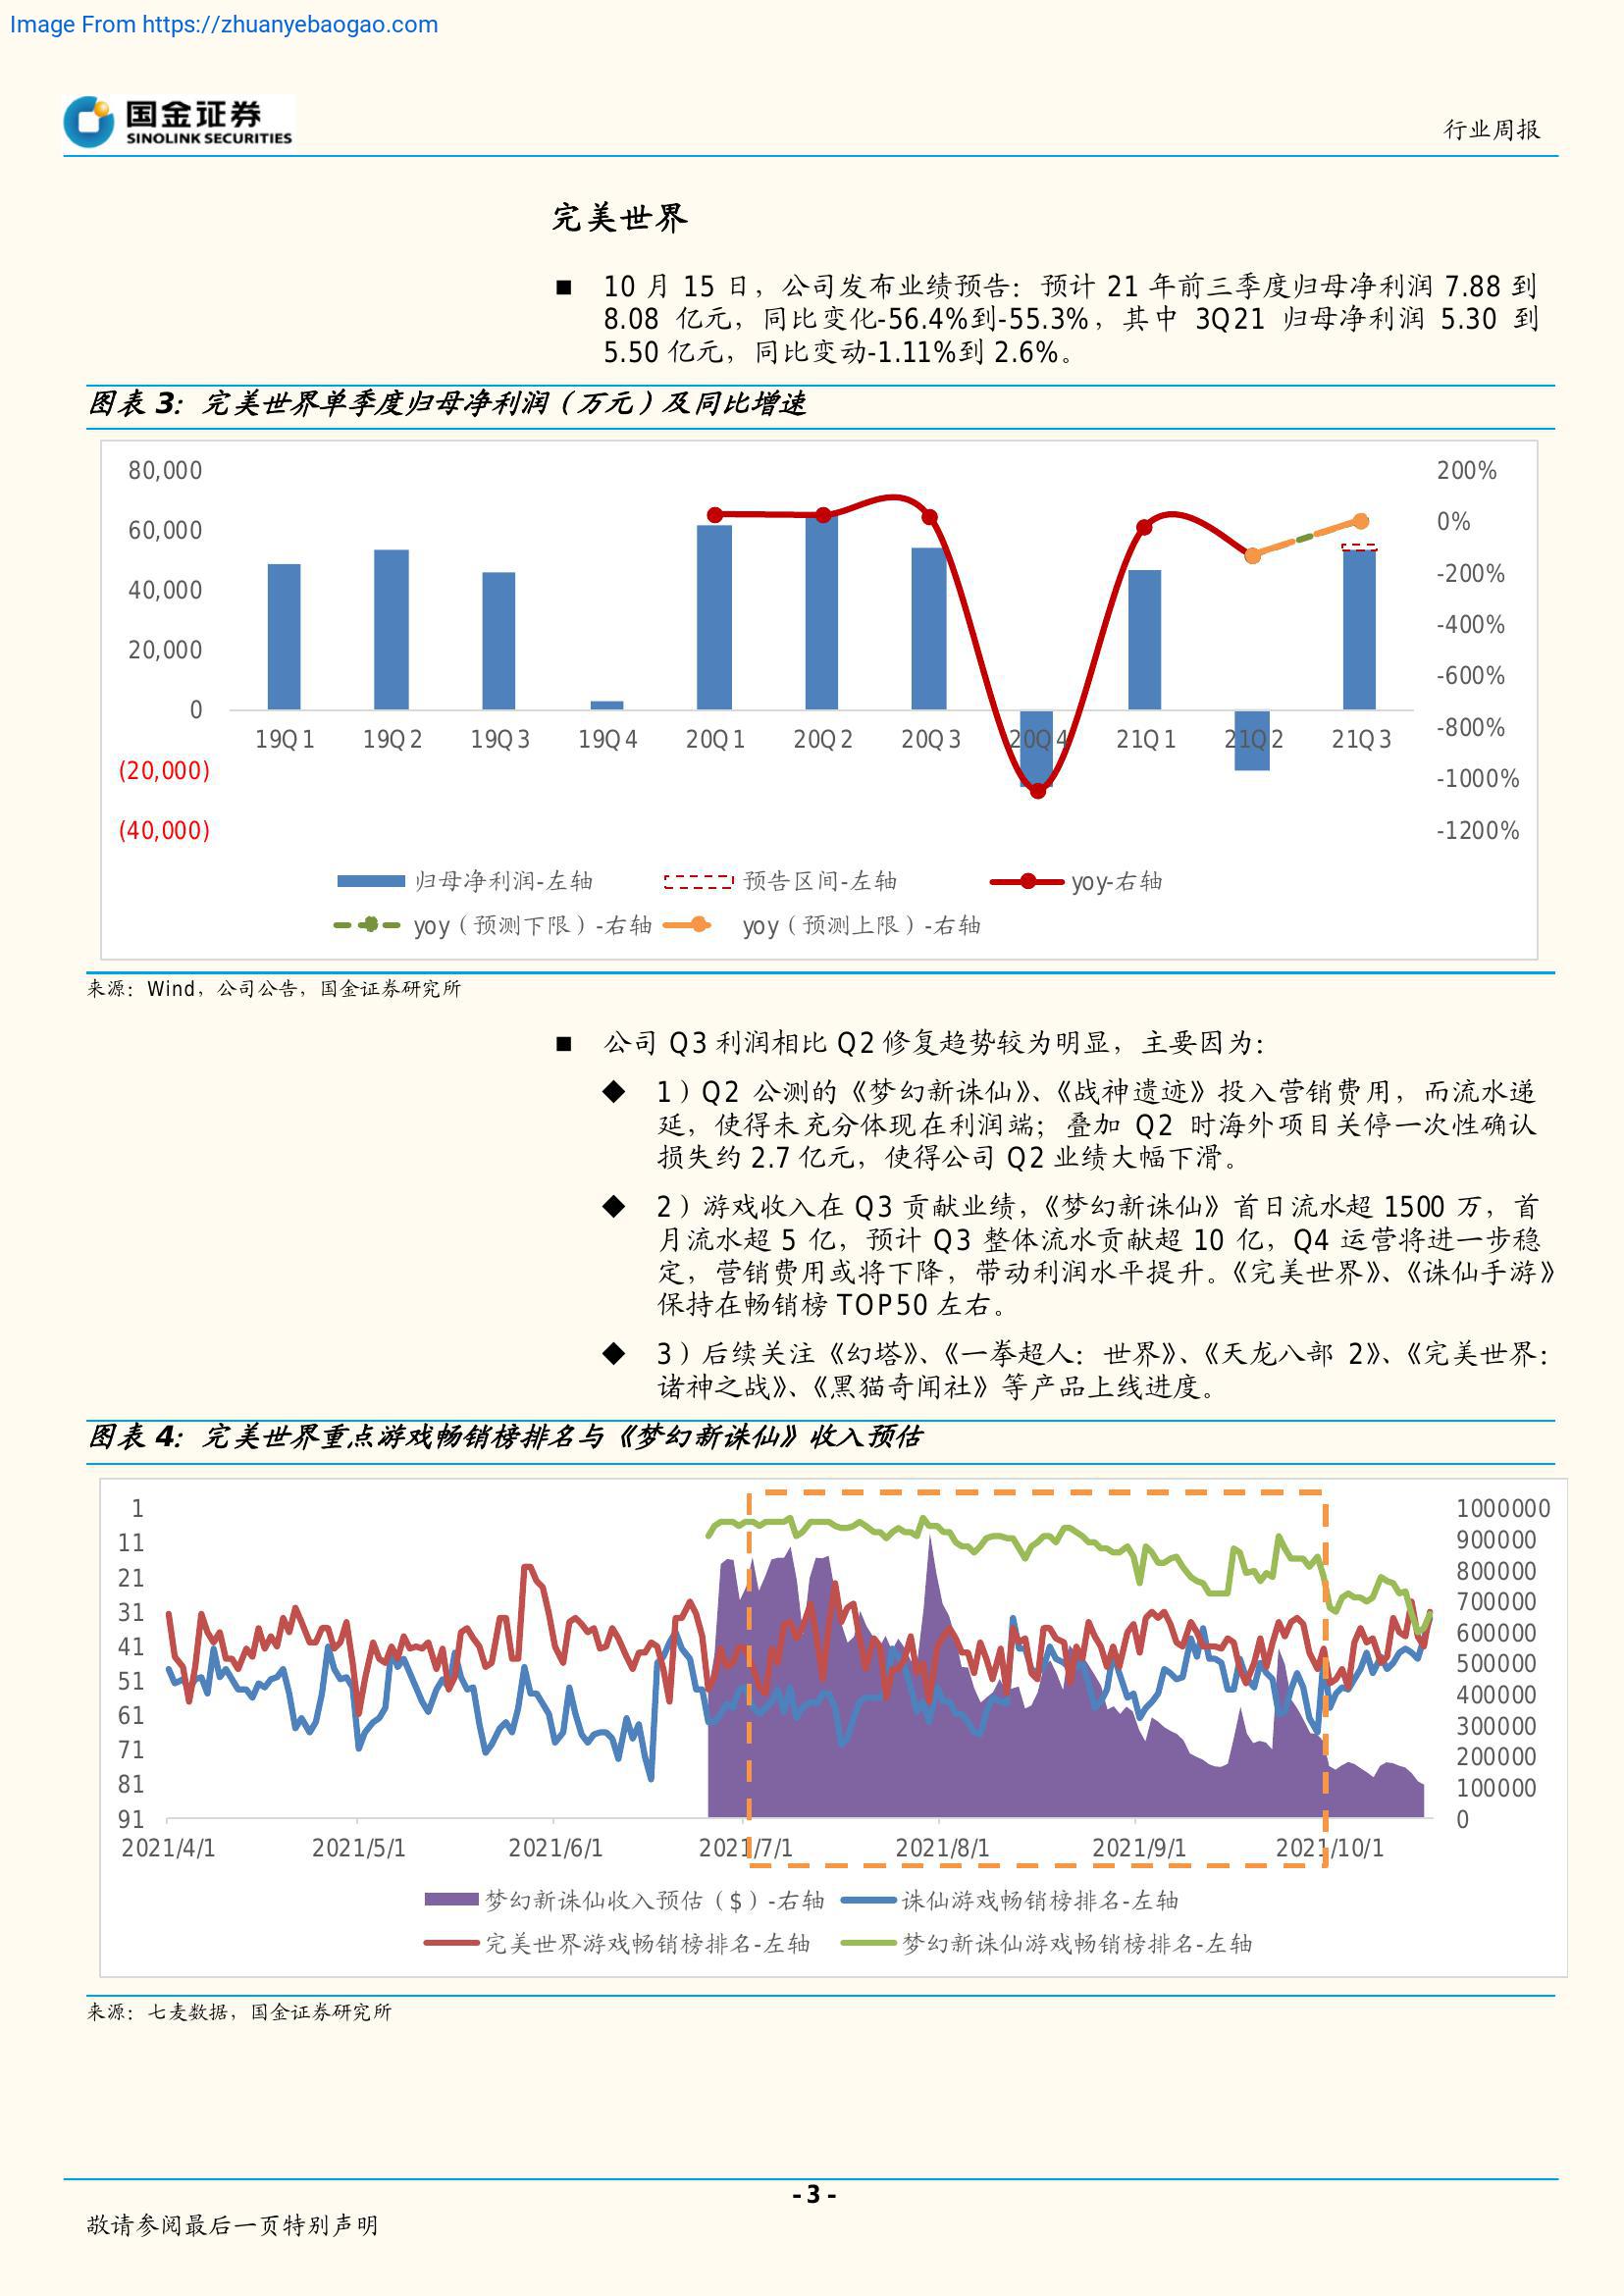 Image From https://zhuanyebaogao.com
国金证券
SINOLINK SECURITIES
行业周报
完美世界
■ 10 月 15 日，公司发布业绩预告：预计 21 年前三季度归母净利润 7.88 到
8.08 亿元，同比变化-56.4%到-55.3%，其中 3Q21 归母净利润 5.30 到
5.50 亿元，同比变动-1.11%到 2.6%。
图表 3：完美世界单季度归母净利润（万元）及同比增速
80,000
60,000
40,000
20,000
0
(20,000)
(40,000)
200%
0%
-200%
-400%
-600%
-800%
-1000%
-1200%
19Q1 19Q2 19Q3 19Q4 20Q1 20Q2 20Q3 20Q4 21Q1 21Q2 21Q3
归母净利润-左轴 预告区间-左轴 yoy-右轴
yoy（预测下限）-右轴 yoy（预测上限）-右轴
来源：Wind，公司公告，国金证券研究所
■ 公司 Q3 利润相比 Q2 修复趋势较为明显，主要因为：
◆ 1）Q2 公测的《梦幻新诛仙》、《战神遗迹》投入营销费用，而流水递
延，使得未充分体现在利润端；叠加 Q2 时海外项目关停一次性确认
损失约 2.7 亿元，使得公司 Q2 业绩大幅下滑。
◆ 2）游戏收入在 Q3 贡献业绩，《梦幻新诛仙》首日流水超 1500 万，首
月流水超 5 亿，预计 Q3 整体流水贡献超 10 亿，Q4 运营将进一步稳
定，营销费用或将下降，带动利润水平提升。《完美世界》、《诛仙手游》
保持在畅销榜 TOP50 左右。
◆ 3）后续关注《幻塔》、《一拳超人：世界》、《天龙八部 2》、《完美世界：
诸神之战》、《黑猫奇闻社》等产品上线进度。
图表 4：完美世界重点游戏畅销榜排名与《梦幻新诛仙》收入预估
1
11
21
31
41
51
61
71
81
91
1000000
900000
800000
700000
600000
500000
400000
300000
200000
100000
0
2021/4/1 2021/5/1 2021/6/1 2021/7/1 2021/8/1 2021/9/1 2021/10/1
梦幻新诛仙收入预估（$）-右轴 诛仙游戏畅销榜排名-左轴
完美世界游戏畅销榜排名-左轴 梦幻新诛仙游戏畅销榜排名-左轴
来源：七麦数据，国金证券研究所
- 3 -
敬请参阅最后一页特别声明